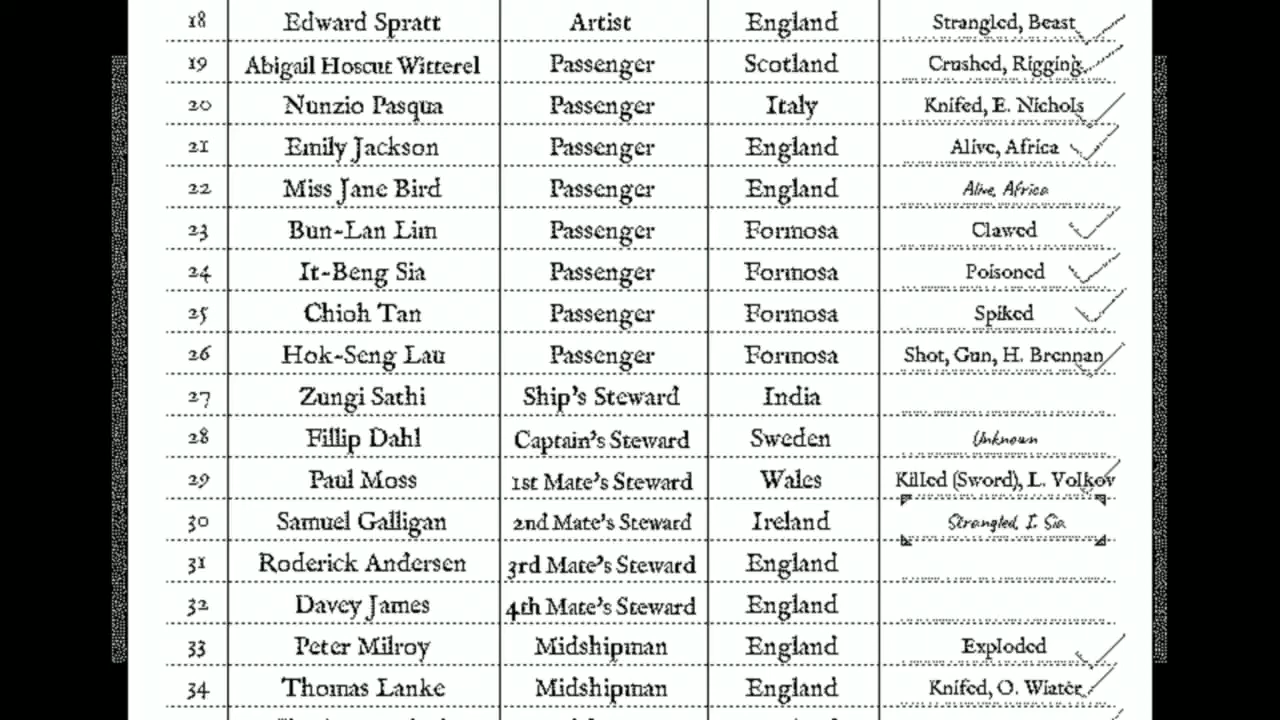 18 Edward Spratt Artist England Strangled, Beast
19 Abigail Hoscut Witterel Passenger Scotland Crushed, Rigging
20 Nunzio Pasqua Passenger Italy Knifed, E. Nichols
21 Emily Jackson Passenger England Alive, Africa
22 Miss Jane Bird Passenger England Alive, Africa
23 Bun-Lan Lim Passenger Formosa Clawed
24 It-Beng Sia Passenger Formosa Poisoned
25 Chioh Tan Passenger Formosa Spiked
26 Hok-Seng Lau Passenger Formosa Shot, Gun, H. Brennan
27 Zungi Sathi Ship's Steward India
28 Fillip Dahl Captain's Steward Sweden Unknown
29 Paul Moss 1st Mate's Steward Wales Killed (Sword), L. Volkov
30 Samuel Galligan 2nd Mate's Steward Ireland Strangled, I. Sia
31 Roderick Andersen 3rd Mate's Steward England
32 Davey James 4th Mate's Steward England
33 Peter Milroy Midshipman England Exploded
34 Thomas Lanke Midshipman England Knifed, O. Wiater